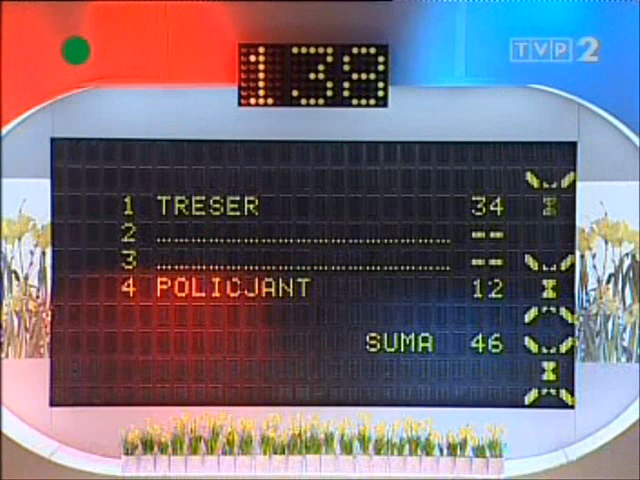 138
TVP2
1 TRESER 34
2 ........................................ --
3 ........................................ --
4 POLICJANT 12
SUMA 46